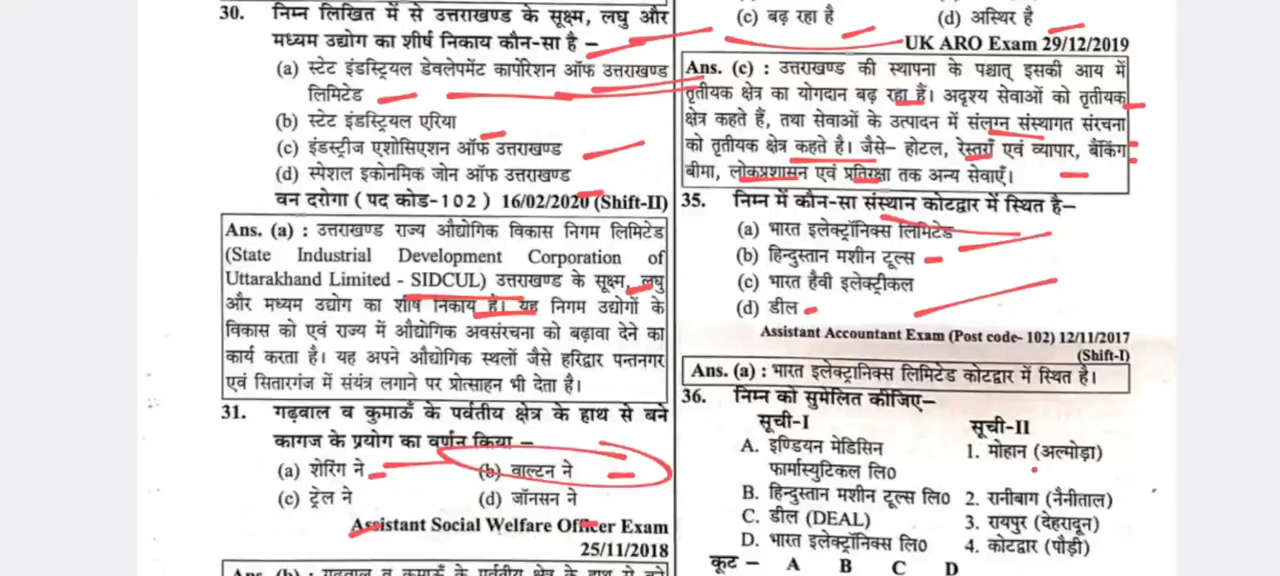 30. निम्न लिखित में से उत्तराखण्ड के सूक्ष्म, लघु और
मध्यम उद्योग का शीर्ष निकाय कौन-सा है –
(a) स्टेट इंडस्ट्रियल डेवलेपमेंट कार्पोरेशन ऑफ उत्तराखण्ड
लिमिटेड
(b) स्टेट इंडस्ट्रियल एरिया
(c) इंडस्ट्रीज एशोसिएशन ऑफ उत्तराखण्ड
(d) स्पेशल इकोनमिक जोन ऑफ उत्तराखण्ड
वन दरोगा ( पद कोड-102 ) 16/02/2020 (Shift-II)
Ans. (a) : उत्तराखण्ड राज्य औद्योगिक विकास निगम लिमिटेड
(State Industrial Development Corporation of
Uttarakhand Limited - SIDCUL) उत्तराखण्ड के सूक्ष्म, लघु
और मध्यम उद्योग का शीर्ष निकाय है। यह निगम उद्योगों के
विकास को एवं राज्य में औद्योगिक अवसंरचना को बढ़ावा देने का
कार्य करता है। यह अपने औद्योगिक स्थलों जैसे हरिद्वार पन्तनगर
एवं सितारगंज में संयंत्र लगाने पर प्रोत्साहन भी देता है।
31. गढ़वाल व कुमाऊँ के पर्वतीय क्षेत्र के हाथ से बने
कागज के प्रयोग का वर्णन किया –
(a) शेरिंग ने (b) वाल्टन ने
(c) ट्रेल ने (d) जॉनसन ने
Assistant Social Welfare Officer Exam
25/11/2018
Ans. (b) : गढ़वाल व कुमाऊँ के पर्वतीय क्षेत्र के हाथ से बने
(c) बढ़ रहा है (d) अस्थिर है
UK ARO Exam 29/12/2019
Ans. (c) : उत्तराखण्ड की स्थापना के पश्चात् इसकी आय में
तृतीयक क्षेत्र का योगदान बढ़ रहा है। अदृश्य सेवाओं को तृतीयक
क्षेत्र कहते हैं, तथा सेवाओं के उत्पादन में संलग्न संस्थागत संरचना
को तृतीयक क्षेत्र कहते है। जैसे– होटल, रेस्तराँ एवं व्यापार, बैंकिंग
बीमा, लोकप्रशासन एवं प्रतिरक्षा तक अन्य सेवाएँ।
35. निम्न में कौन-सा संस्थान कोटद्वार में स्थित है–
(a) भारत इलेक्ट्रॉनिक्स लिमिटेड
(b) हिन्दुस्तान मशीन टूल्स
(c) भारत हैवी इलेक्ट्रीकल
(d) डील
Assistant Accountant Exam (Post code- 102) 12/11/2017
(Shift-I)
Ans. (a) : भारत इलेक्ट्रानिक्स लिमिटेड कोटद्वार में स्थित है।
36. निम्न को सुमेलित कीजिए–
सूची-I सूची-II
A. इण्डियन मेडिसिन 1. मोहान (अल्मोड़ा)
फार्मास्युटिकल लि0
B. हिन्दुस्तान मशीन टूल्स लि0 2. रानीबाग (नैनीताल)
C. डील (DEAL) 3. रायपुर (देहरादून)
D. भारत इलेक्ट्रॉनिक्स लि0 4. कोटद्वार (पौड़ी)
कूट – A B C D